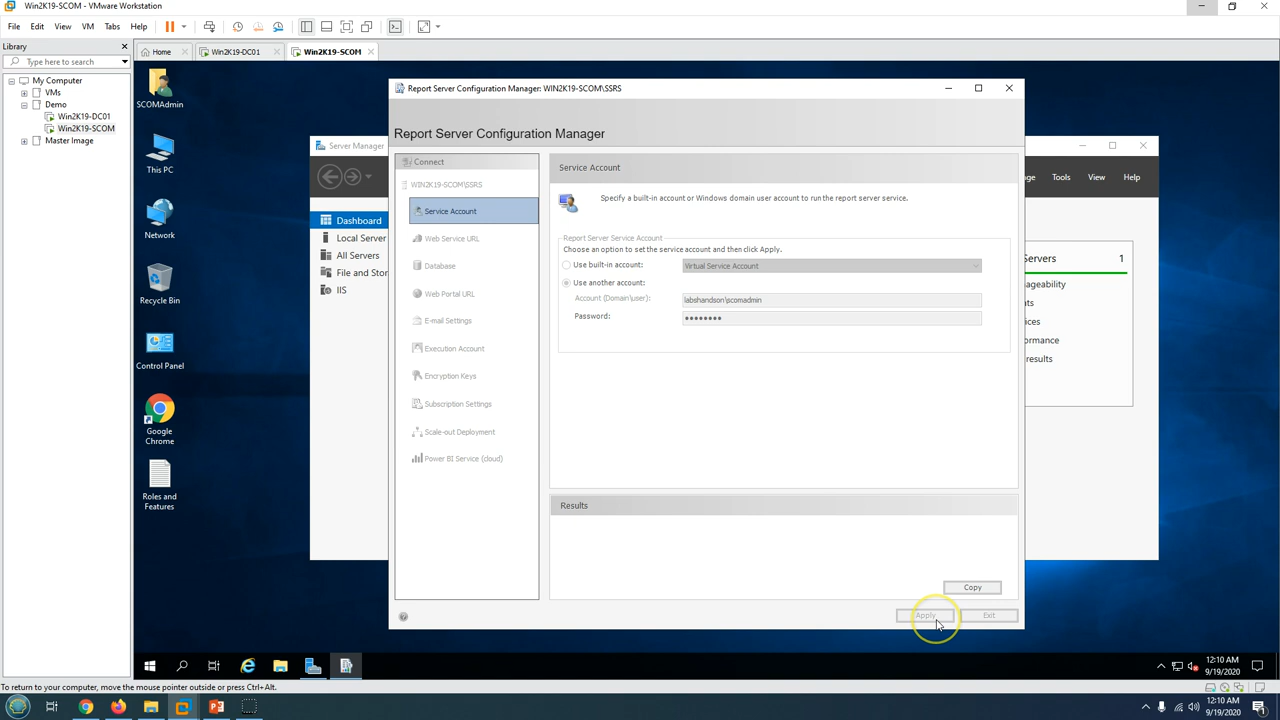 Win2K19-SCOM - VMware Workstation
File Edit View VM Tabs Help
Library
Type here to search
My Computer
VMs
Demo
Win2K19-DC01
Win2K19-SCOM
Master Image
Home Win2K19-DC01 Win2K19-SCOM
SCOMAdmin
This PC
Network
Recycle Bin
Control Panel
Google
Chrome
Roles and
Features
Server Manager
Tools View Help
Dashboard
Local Server
All Servers
File and Stor
IIS
Report Server Configuration Manager: WIN2K19-SCOM\SSRS
Report Server Configuration Manager
Connect
WIN2K19-SCOM\SSRS
Service Account
Web Service URL
Database
Web Portal URL
E-mail Settings
Execution Account
Encryption Keys
Subscription Settings
Scale-out Deployment
Power BI Service (cloud)
Service Account
Specify a built-in account or Windows domain user account to run the report server service.
Report Server Service Account
Choose an option to set the service account and then click Apply.
Use built-in account: Virtual Service Account
Use another account:
Account (Domain\user): labshandson\scomadmin
Password: ••••••••
Results
Copy
Apply Exit
age
ervers 1
geability
ts
ices
ormance
results
12:10 AM
9/19/2020
To return to your computer, move the mouse pointer outside or press Ctrl+Alt.
12:10 AM
9/19/2020
1